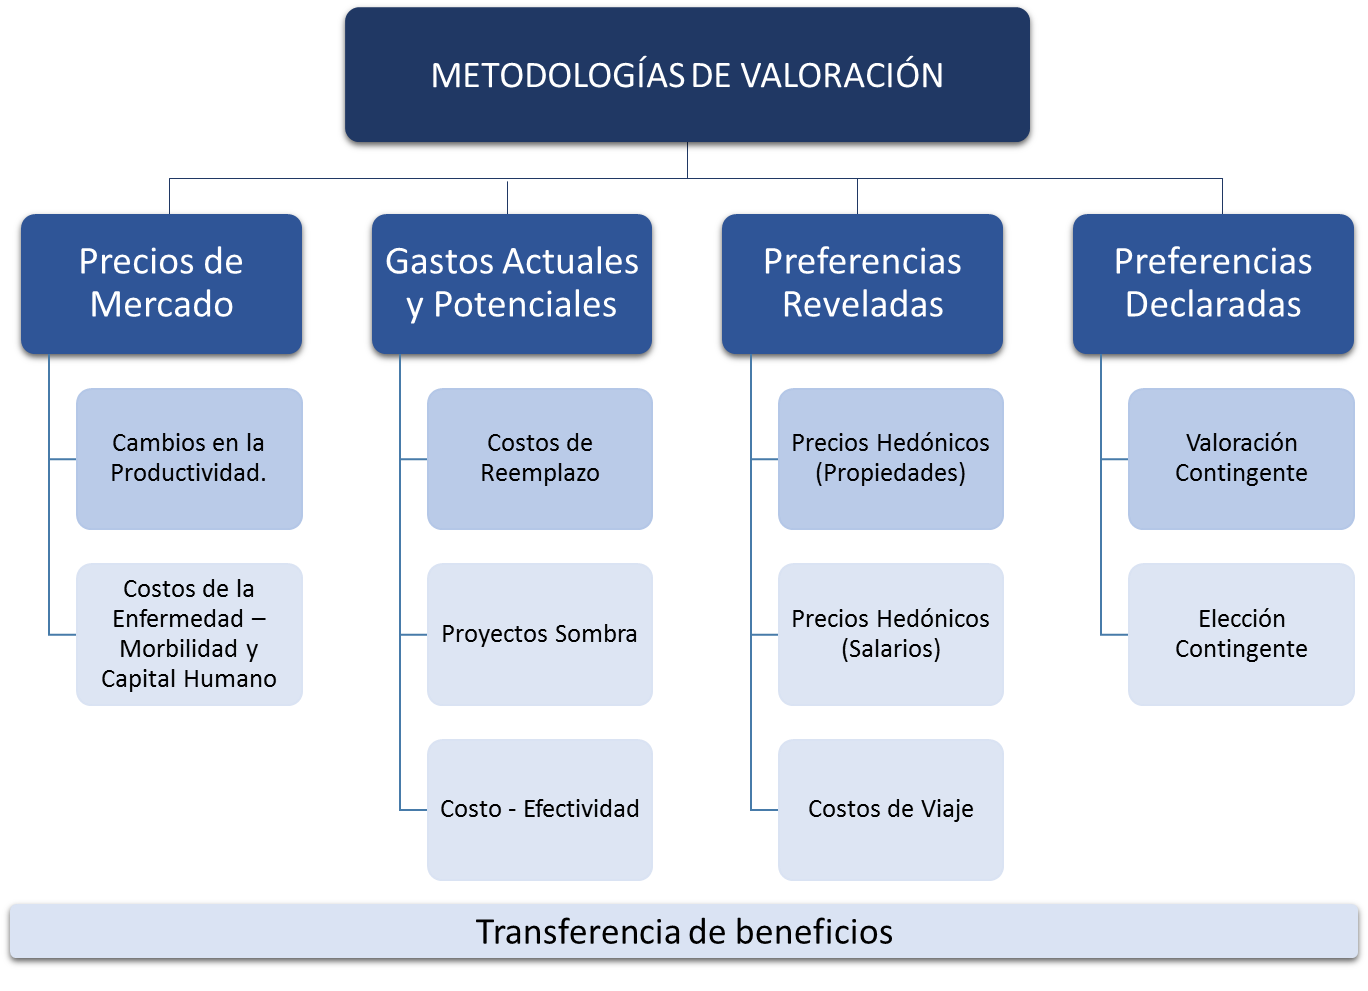 METODOLOGÍAS DE VALORACIÓN
Precios de
Mercado
Cambios en la
Productividad.
Costos de la
Enfermedad –
Morbilidad y
Capital Humano
Gastos Actuales
y Potenciales
Costos de
Reemplazo
Proyectos Sombra
Costo - Efectividad
Preferencias
Reveladas
Precios Hedónicos
(Propiedades)
Precios Hedónicos
(Salarios)
Costos de Viaje
Preferencias
Declaradas
Valoración
Contingente
Elección
Contingente
Transferencia de beneficios